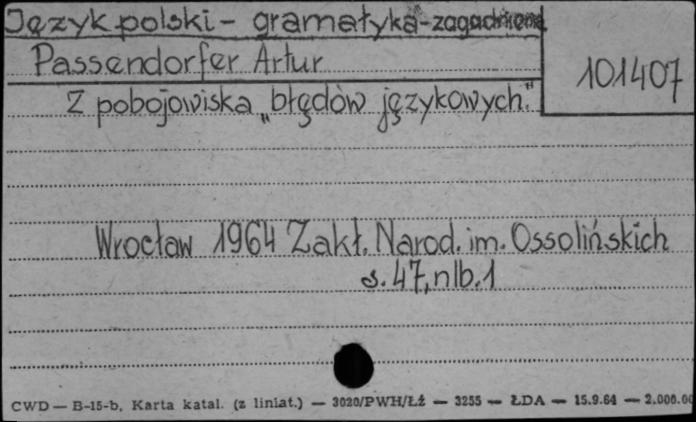 Język polski - gramatyka - zagadnienia
Passendorfer Artur
101407
Z pobojowiska „błędów językowych."
Wrocław 1964 Zakł. Narod. im. Ossolińskich
s. 47, nlb. 1
CWD — B-15-b, Karta katal. (z liniat.) — 3020/PWH/Łż — 3255 — ŁDA — 15.9.64 — 2.000.00